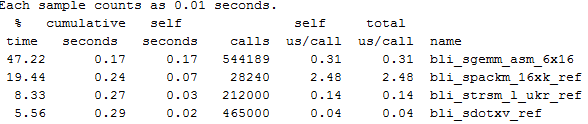 Each sample counts as 0.01 seconds.
  %   cumulative   self              self     total
 time   seconds   seconds    calls  us/call  us/call  name
47.22      0.17     0.17   544189     0.31     0.31  bli_sgemm_asm_6x16
19.44      0.24     0.07    28240     2.48     2.48  bli_spackm_16xk_ref
 8.33      0.27     0.03   212000     0.14     0.14  bli_strsm_l_ukr_ref
 5.56      0.29     0.02   465000     0.04     0.04  bli_sdotxv_ref